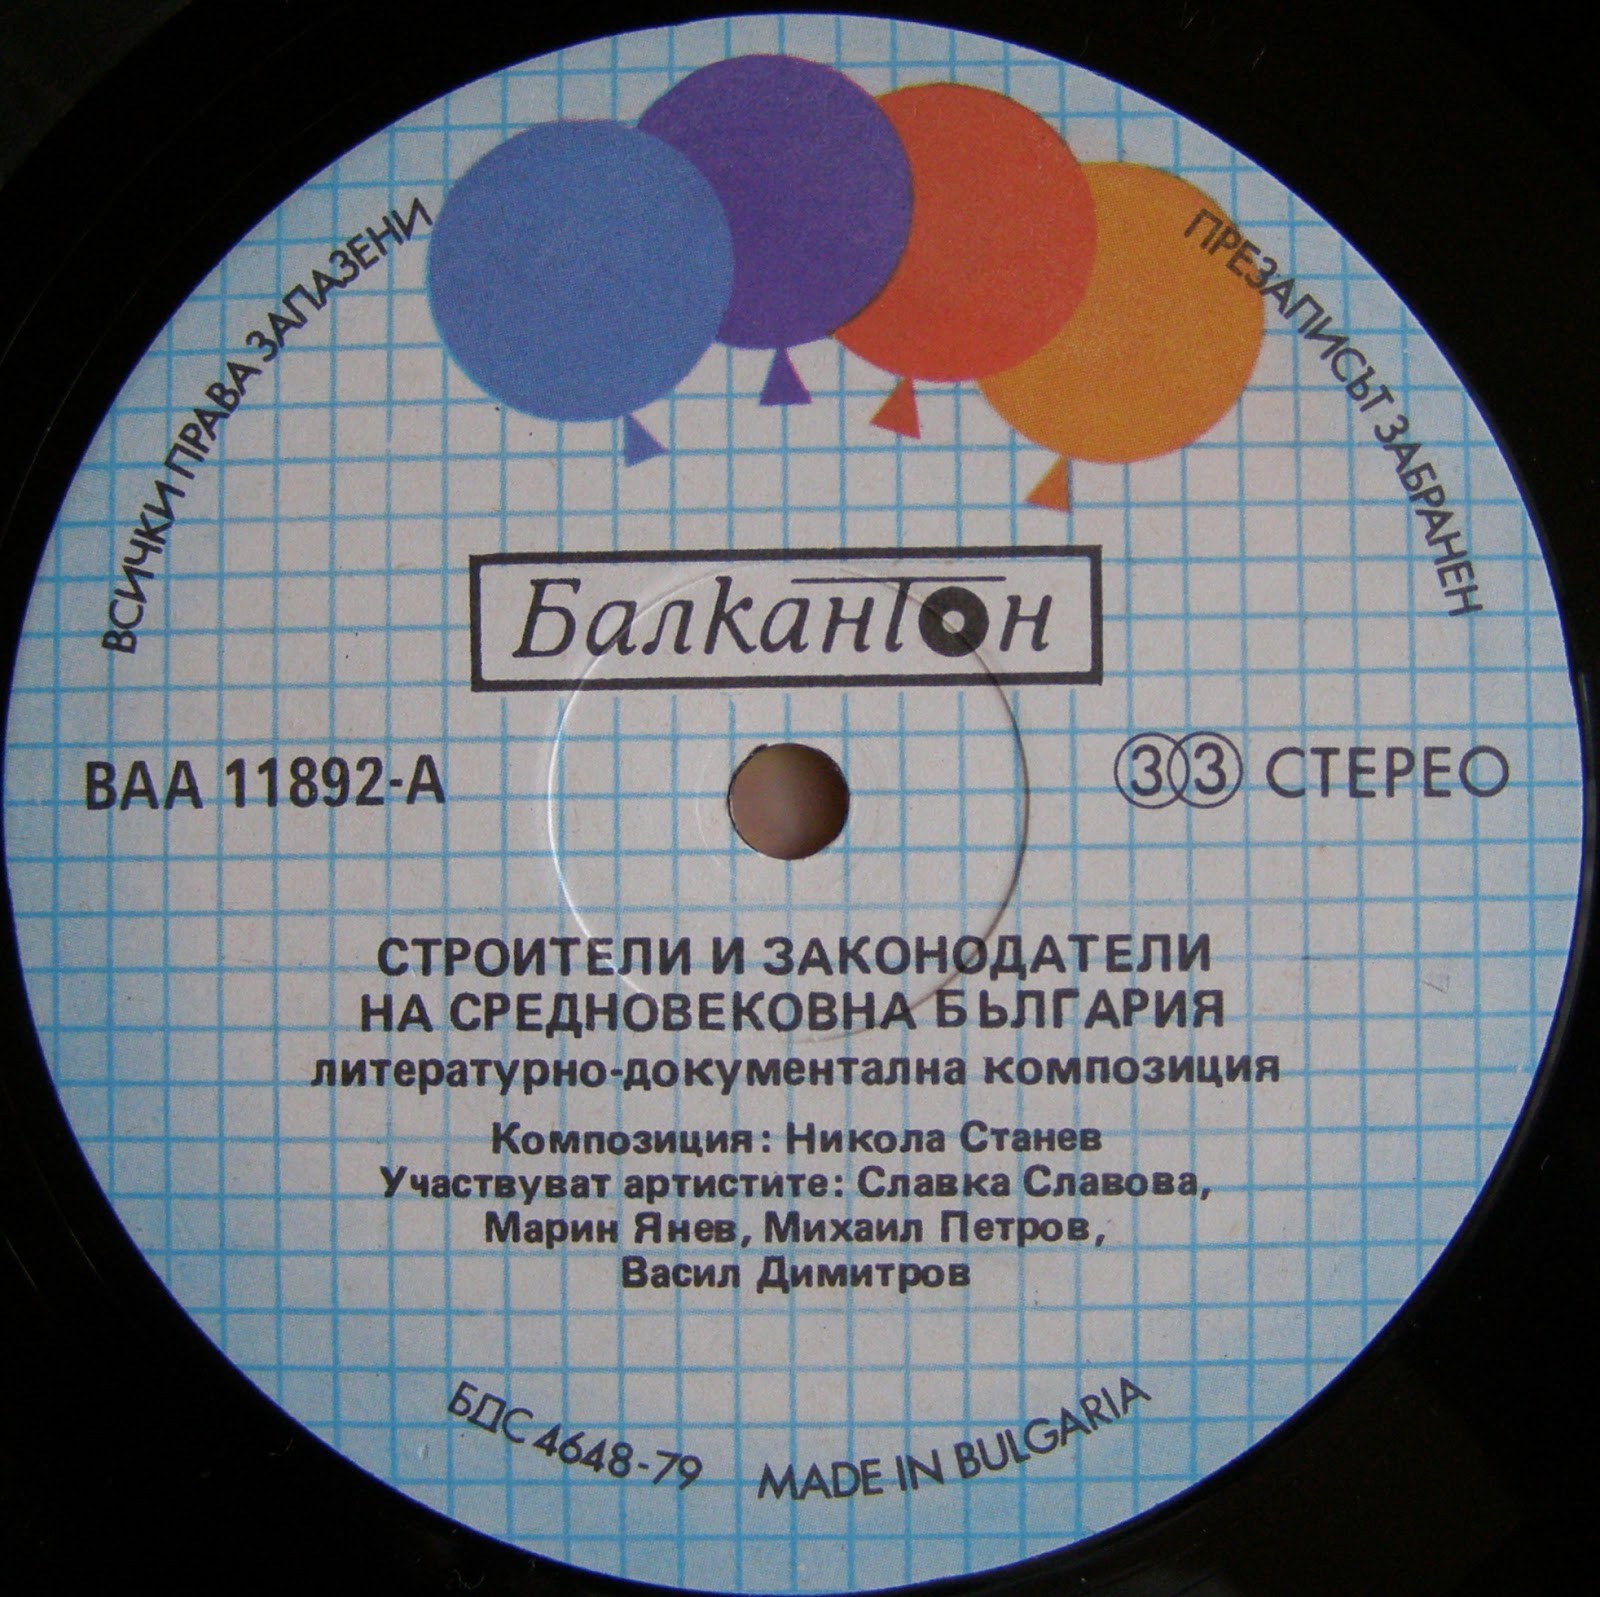 ВСИЧКИ ПРАВА ЗАПАЗЕНИ
ПРЕЗАПИСЪТ ЗАБРАНЕН
Балкантон
ВАА 11892-А
33 СТЕРЕО
СТРОИТЕЛИ И ЗАКОНОДАТЕЛИ
НА СРЕДНОВЕКОВНА БЪЛГАРИЯ
литературно-документална композиция
Композиция: Никола Станев
Участвуват артистите: Славка Славова,
Марин Янев, Михаил Петров,
Васил Димитров
БДС 4648-79
MADE IN BULGARIA